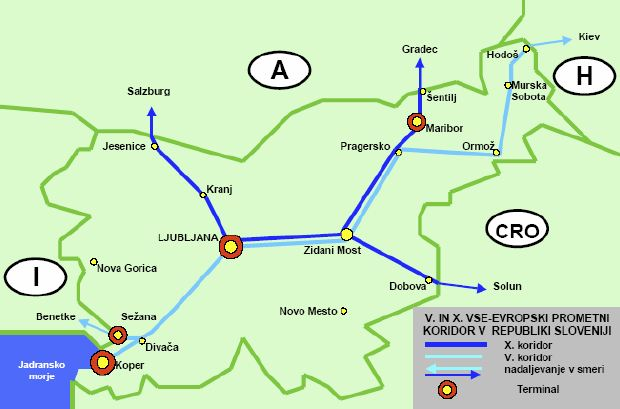 Kiev
Gradec
Hodoš
A
H
Salzburg
Murska
Sobota
Šentilj
Maribor
Jesenice
Pragersko
Ormož
Kranj
LJUBLJANA
CRO
Zidani Most
Nova Gorica
I
Dobova
Solun
Benetke
Sežana
Novo Mesto
Divača
Jadransko
morje
Koper
V. IN X. VSE-EVROPSKI PROMETNI
KORIDOR V REPUBLIKI SLOVENIJI
X. koridor
V. koridor
nadaljevanje v smeri
Terminal